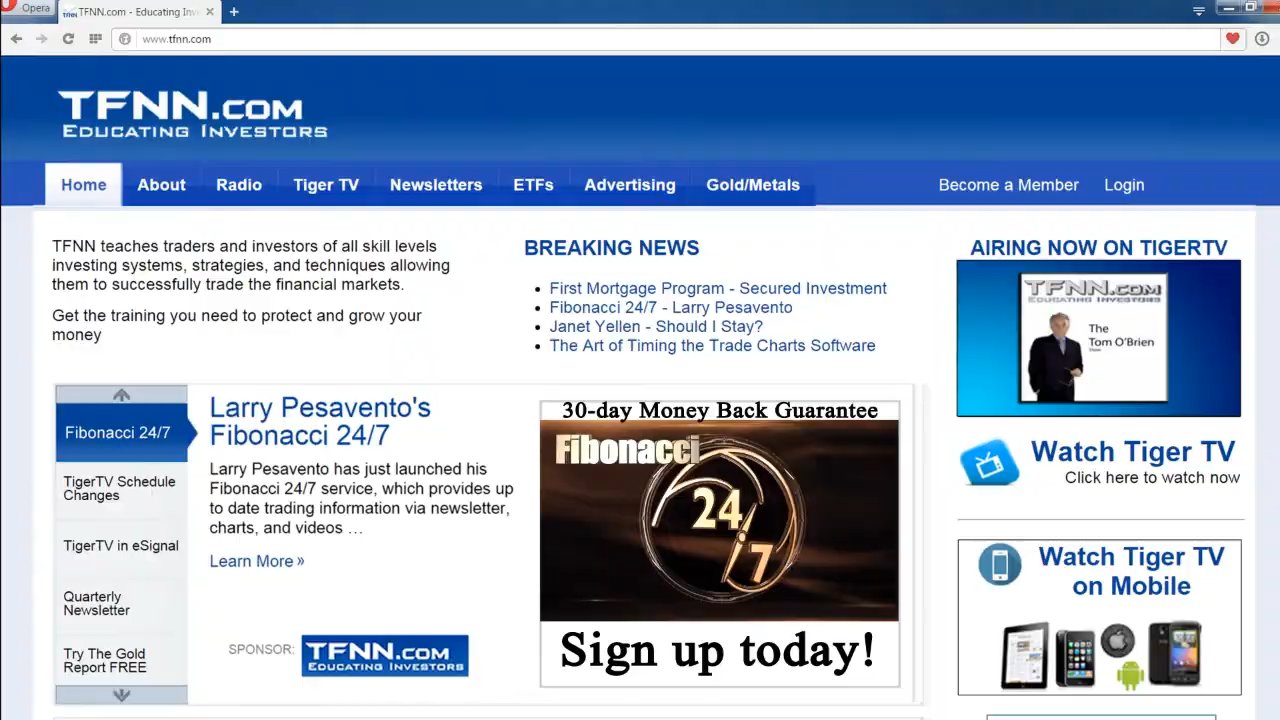 Opera
TFNN.com - Educating Inv
www.tfnn.com
TFNN.COM
EDUCATING INVESTORS
Home
About
Radio
Tiger TV
Newsletters
ETFs
Advertising
Gold/Metals
Become a Member
Login
TFNN teaches traders and investors of all skill levels
investing systems, strategies, and techniques allowing
them to successfully trade the financial markets.
Get the training you need to protect and grow your
money
BREAKING NEWS
First Mortgage Program - Secured Investment
Fibonacci 24/7 - Larry Pesavento
Janet Yellen - Should I Stay?
The Art of Timing the Trade Charts Software
AIRING NOW ON TIGERTV
TFNN.COM
EDUCATING INVESTORS
The
Tom O'Brien
Show
Watch Tiger TV
Click here to watch now
Fibonacci 24/7
TigerTV Schedule
Changes
TigerTV in eSignal
Quarterly
Newsletter
Try The Gold
Report FREE
Larry Pesavento's
Fibonacci 24/7
Larry Pesavento has just launched his
Fibonacci 24/7 service, which provides up
to date trading information via newsletter,
charts, and videos …
Learn More »
SPONSOR:
TFNN.COM
EDUCATING INVESTORS
30-day Money Back Guarantee
Fibonacci
24
7
Sign up today!
Watch Tiger TV
on Mobile